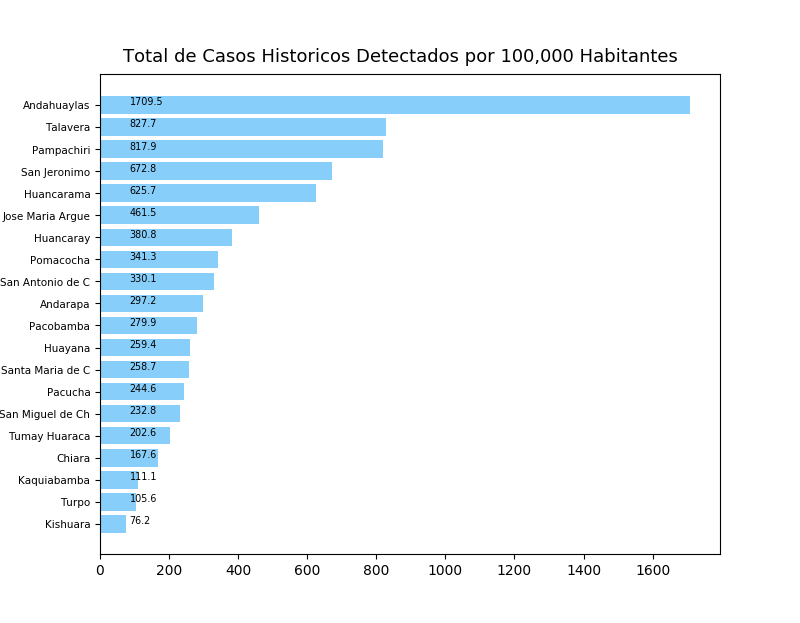 Total de Casos Historicos Detectados por 100,000 Habitantes
Andahuaylas 1709.5
Talavera 827.7
Pampachiri 817.9
San Jeronimo 672.8
Huancarama 625.7
Jose Maria Argue 461.5
Huancaray 380.8
Pomacocha 341.3
San Antonio de C 330.1
Andarapa 297.2
Pacobamba 279.9
Huayana 259.4
Santa Maria de C 258.7
Pacucha 244.6
San Miguel de Ch 232.8
Tumay Huaraca 202.6
Chiara 167.6
Kaquiabamba 111.1
Turpo 105.6
Kishuara 76.2
0 200 400 600 800 1000 1200 1400 1600